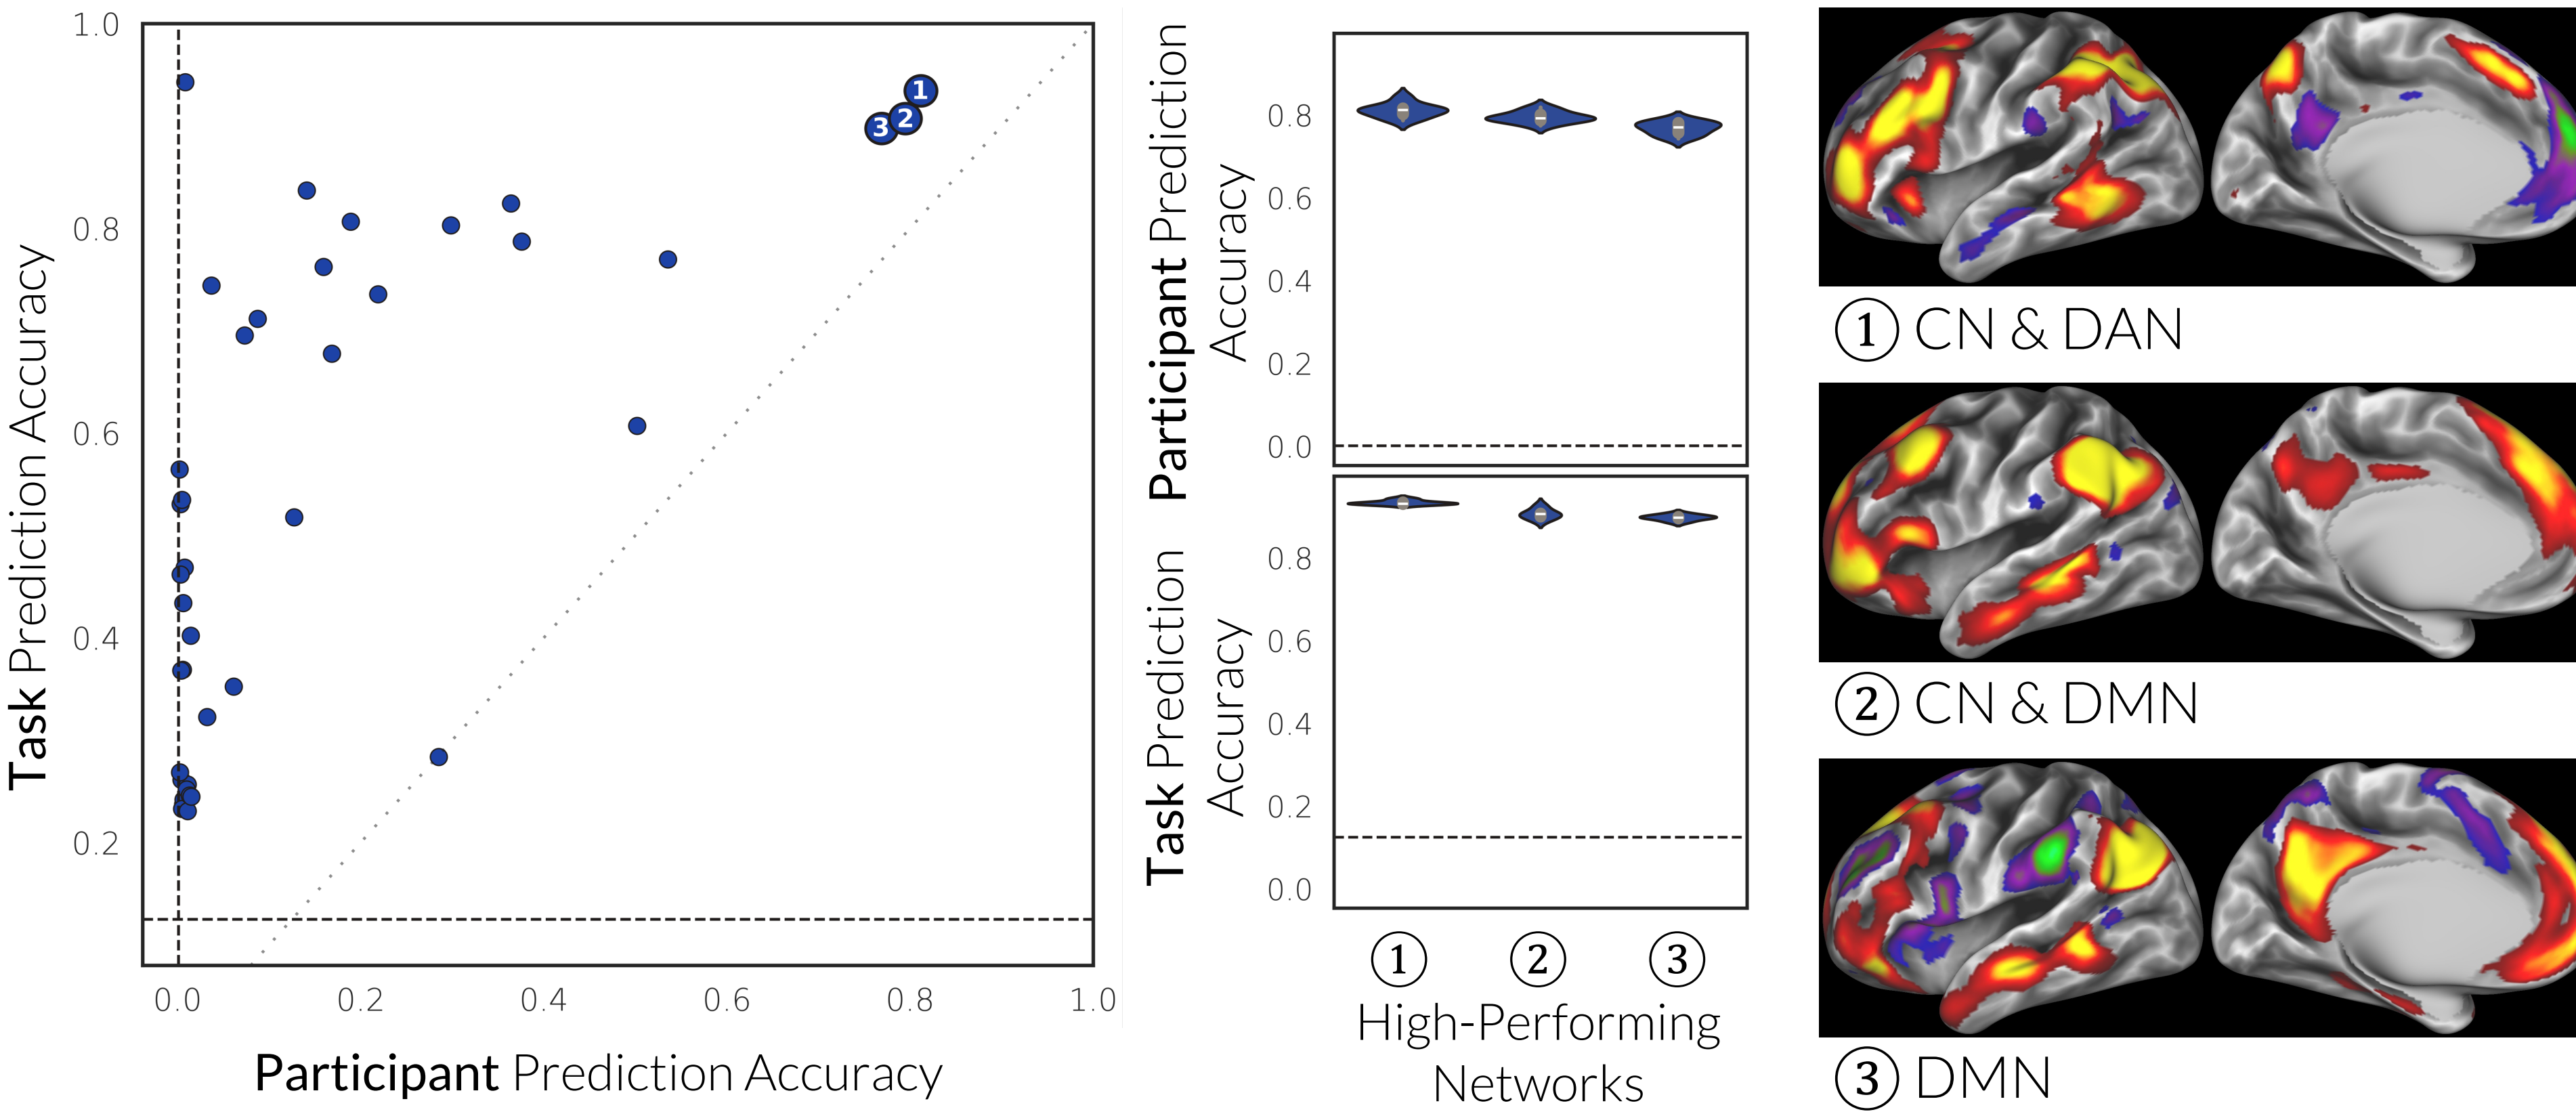 Task Prediction Accuracy
1.0
0.8
0.6
0.4
0.2
1
2
3
0.0 0.2 0.4 0.6 0.8 1.0
Participant Prediction Accuracy
Participant Prediction
Accuracy
0.8
0.6
0.4
0.2
0.0
Task Prediction
Accuracy
0.8
0.6
0.4
0.2
0.0
1 2 3
High-Performing
Networks
1 CN & DAN
2 CN & DMN
3 DMN